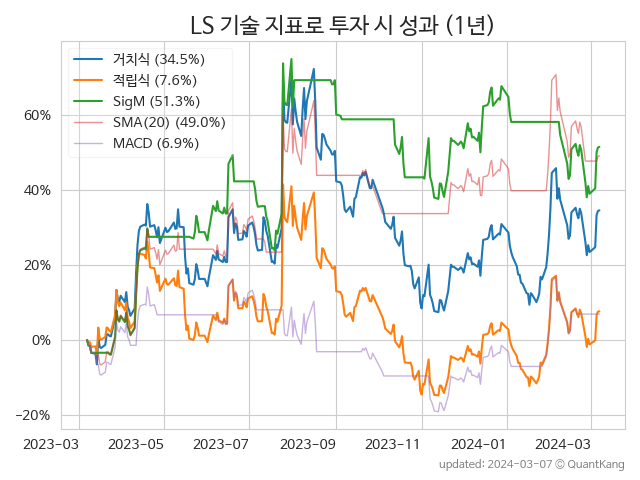 LS 기술 지표로 투자 시 성과 (1년)
거치식 (34.5%)
적립식 (7.6%)
SigM (51.3%)
SMA(20) (49.0%)
MACD (6.9%)
60%
40%
20%
0%
−20%
2023-03
2023-05
2023-07
2023-09
2023-11
2024-01
2024-03
updated: 2024-03-07 © QuantKang